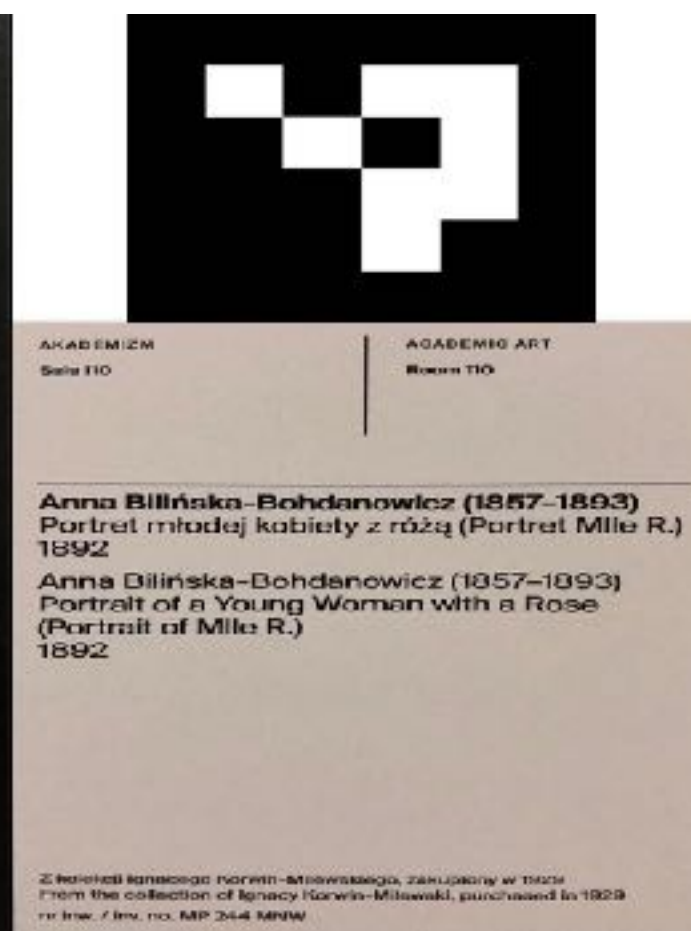 AKADEMIZM
Sala 110
ACADEMIC ART
Room 110
Anna Bilińska-Bohdanowicz (1857–1893)
Portret młodej kobiety z różą (Portret Mlle R.)
1892
Anna Bilińska-Bohdanowicz (1857–1893)
Portrait of a Young Woman with a Rose
(Portrait of Mlle R.)
1892
Z kolekcji Ignacego Korwin-Milewskiego, zakupiony w 1929
From the collection of Ignacy Korwin-Milewski, purchased in 1929
nr inw. / inv. no. MP 344 MNW